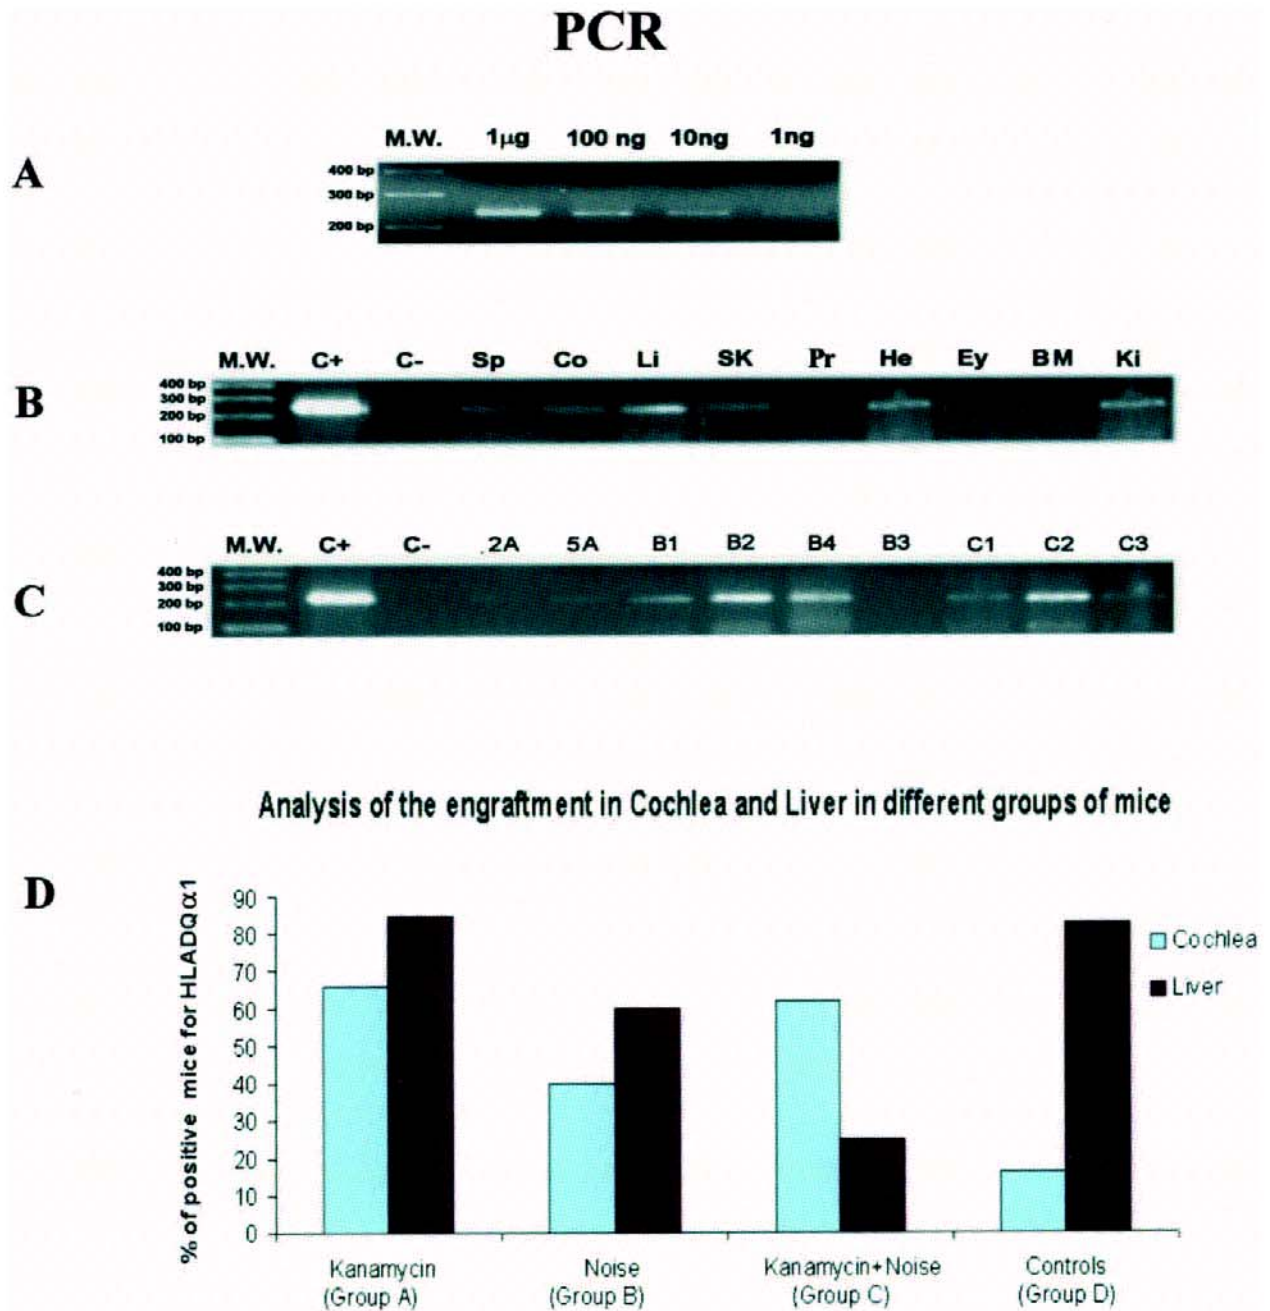 PCR
A
M.W. 1µg 100 ng 10ng 1ng
400 bp
300 bp
200 bp
B
M.W. C+ C- Sp Co Li SK Pr He Ey BM Ki
400 bp
300 bp
200 bp
100 bp
C
M.W. C+ C- .2A 5A B1 B2 B4 B3 C1 C2 C3
400 bp
300 bp
200 bp
100 bp
Analysis of the engraftment in Cochlea and Liver in different groups of mice
D
% of positive mice for HLADQα1
90
80
70
60
50
40
30
20
10
0
Cochlea
Liver
Kanamycin
(Group A)
Noise
(Group B)
Kanamycin+Noise
(Group C)
Controls
(Group D)